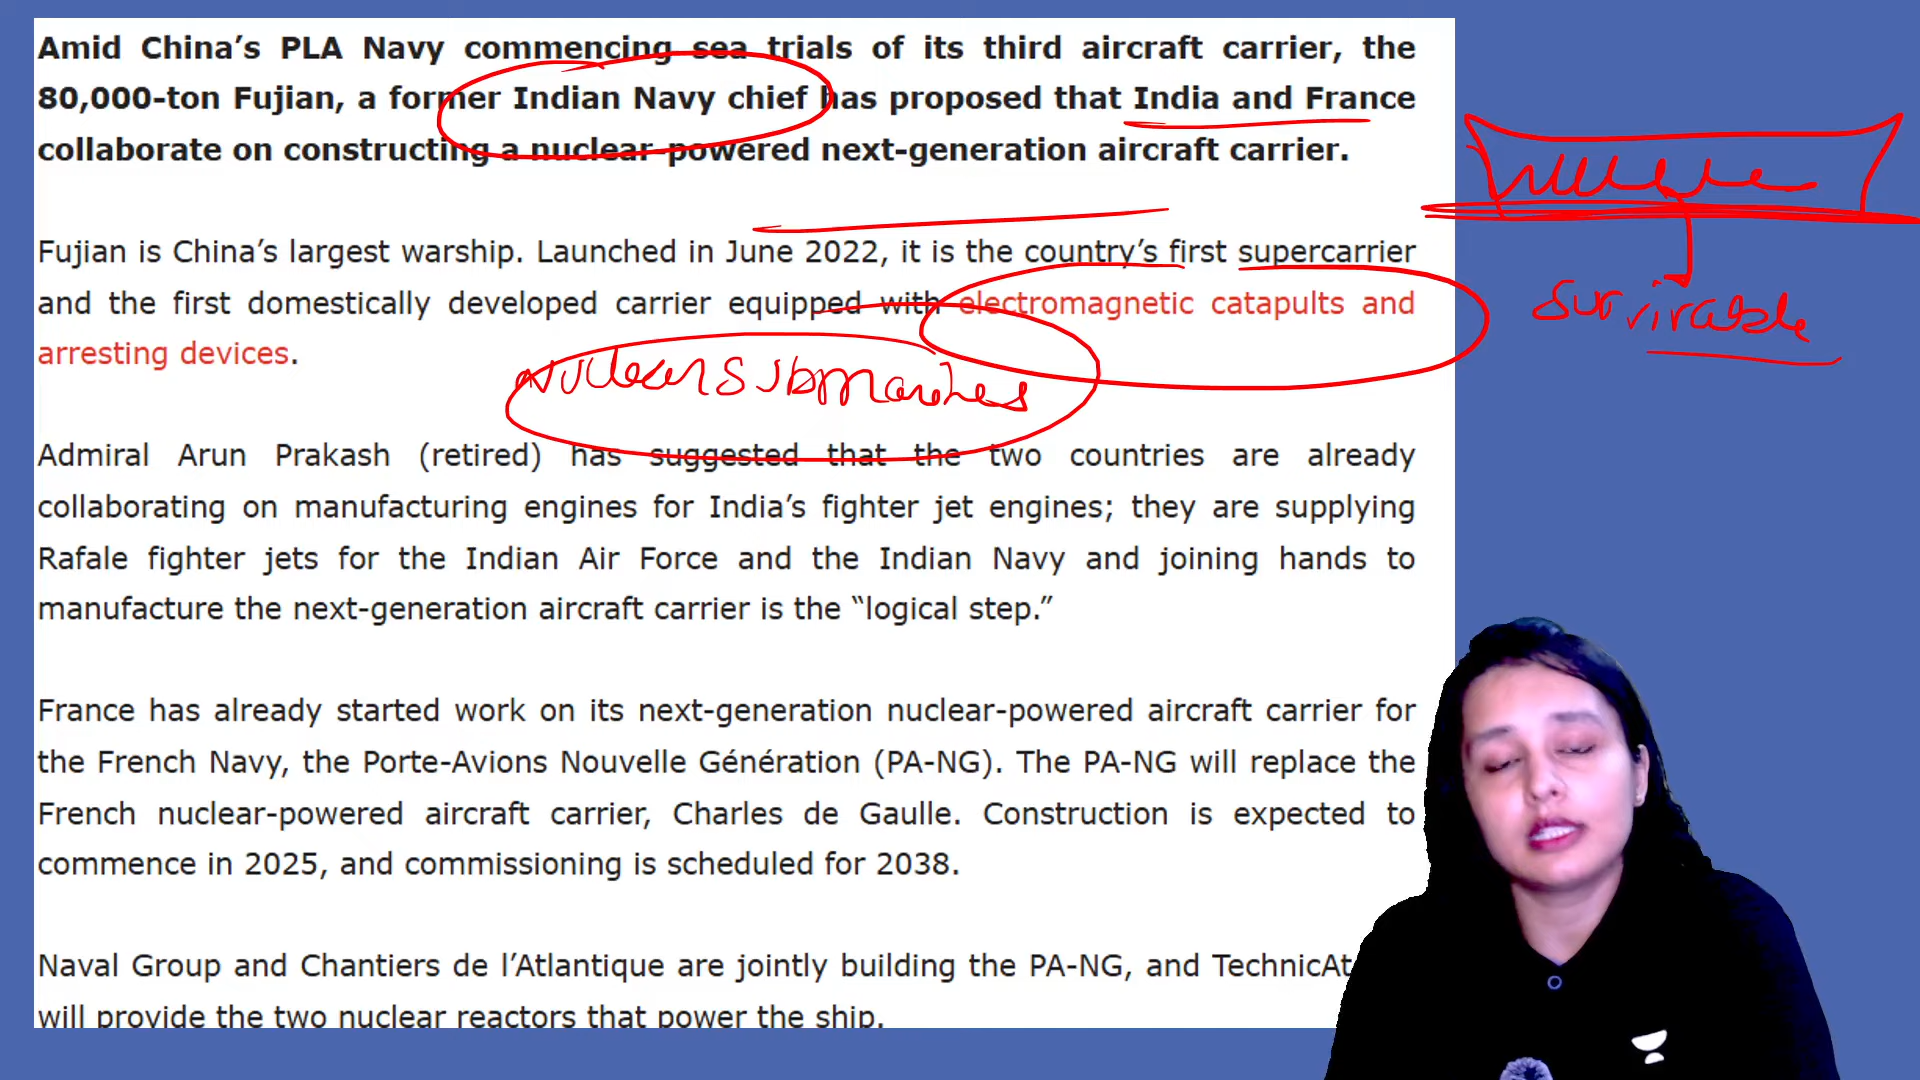 Amid China’s PLA Navy commencing sea trials of its third aircraft carrier, the
80,000-ton Fujian, a former Indian Navy chief has proposed that India and France
collaborate on constructing a nuclear-powered next-generation aircraft carrier.
Fujian is China’s largest warship. Launched in June 2022, it is the country’s first supercarrier
and the first domestically developed carrier equipped with electromagnetic catapults and
arresting devices.
Nuclear Submarines
survivable
Admiral Arun Prakash (retired) has suggested that the two countries are already
collaborating on manufacturing engines for India’s fighter jet engines; they are supplying
Rafale fighter jets for the Indian Air Force and the Indian Navy and joining hands to
manufacture the next-generation aircraft carrier is the “logical step.”
France has already started work on its next-generation nuclear-powered aircraft carrier for
the French Navy, the Porte-Avions Nouvelle Génération (PA-NG). The PA-NG will replace the
French nuclear-powered aircraft carrier, Charles de Gaulle. Construction is expected to
commence in 2025, and commissioning is scheduled for 2038.
Naval Group and Chantiers de l’Atlantique are jointly building the PA-NG, and
will provide the two nuclear reactors that power the ship.